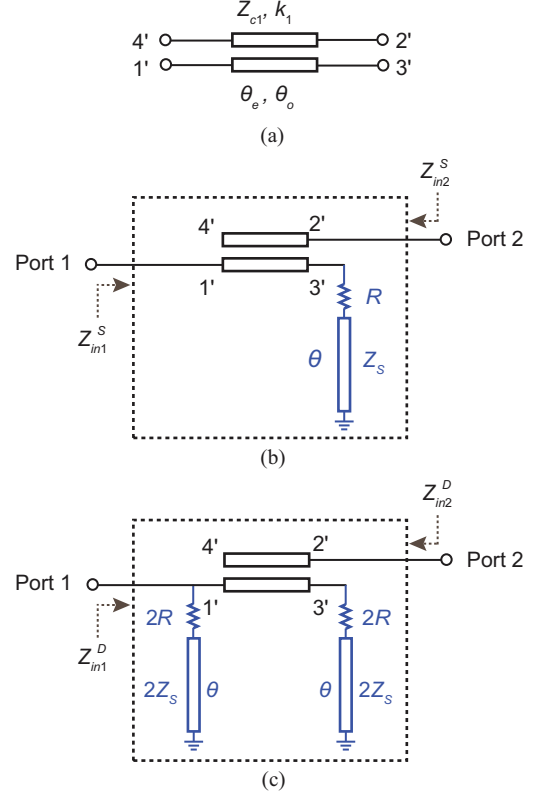 Z_c1, k_1
4' 2'
1' 3'
θ_e, θ_o
(a)
Z_in2^S
4' 2'
Port 1 Port 2
1' 3'
R
Z_in1^S
θ Z_S
(b)
Z_in2^D
4' 2'
Port 1 Port 2
2R 1' 3' 2R
Z_in1^D
2Z_S θ θ 2Z_S
(c)